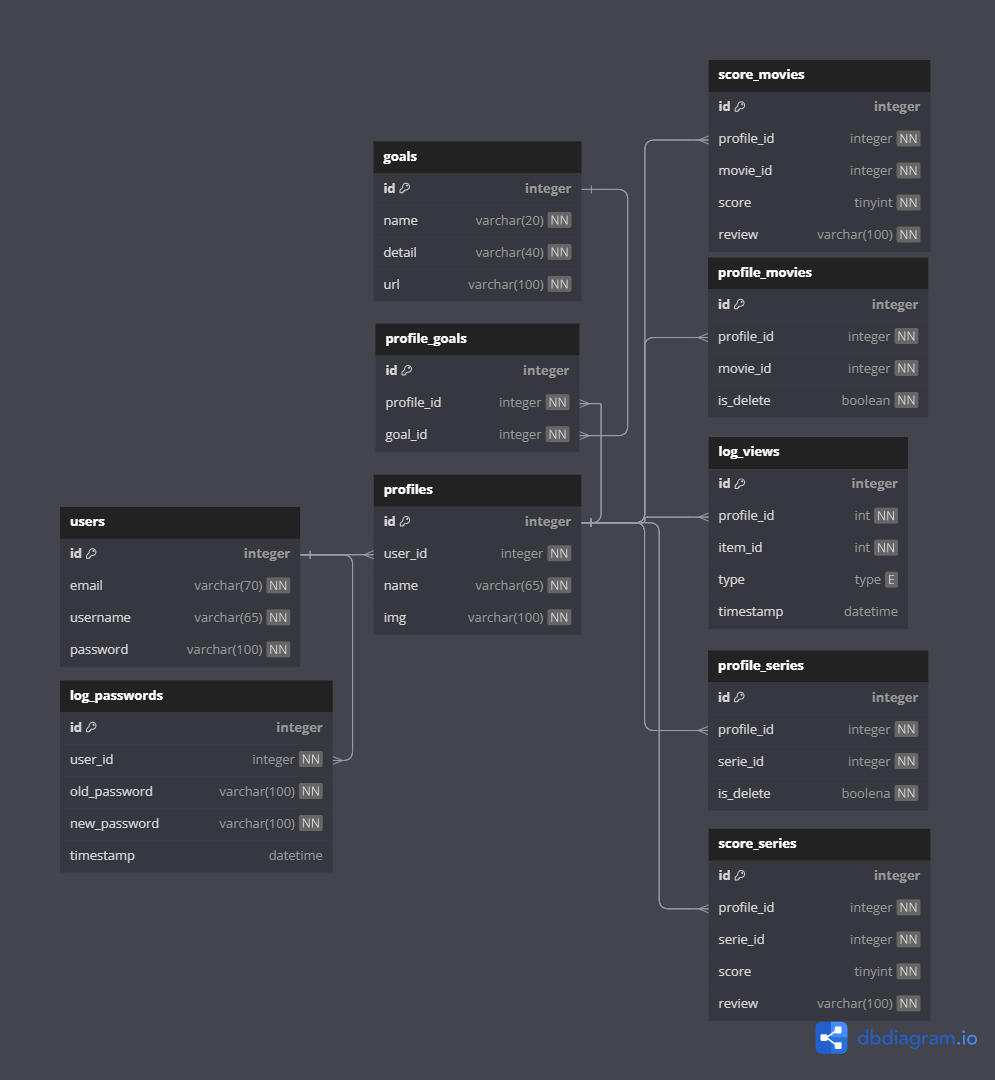 score_movies
id integer
profile_id integer NN
movie_id integer NN
score tinyint NN
review varchar(100) NN
goals
id integer
name varchar(20) NN
detail varchar(40) NN
url varchar(100) NN
profile_movies
id integer
profile_id integer NN
movie_id integer NN
is_delete boolean NN
profile_goals
id integer
profile_id integer NN
goal_id integer NN
log_views
id integer
profile_id int NN
item_id int NN
type type E
timestamp datetime
profiles
id integer
user_id integer NN
name varchar(65) NN
img varchar(100) NN
users
id integer
email varchar(70) NN
username varchar(65) NN
password varchar(100) NN
profile_series
id integer
profile_id integer NN
serie_id integer NN
is_delete boolena NN
log_passwords
id integer
user_id integer NN
old_password varchar(100) NN
new_password varchar(100) NN
timestamp datetime
score_series
id integer
profile_id integer NN
serie_id integer NN
score tinyint NN
review varchar(100) NN
dbdiagram.io